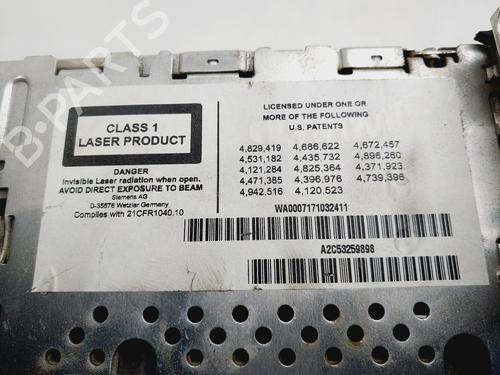 B-PARTS
CLASS 1
LASER PRODUCT
DANGER
Invisible Laser radiation when open.
AVOID DIRECT EXPOSURE TO BEAM
Siemens AG
D-35576 Wetzlar Germany
Complies with 21CFR1040.10
LICENSED UNDER ONE OR
MORE OF THE FOLLOWING
U.S. PATENTS
4,829,419 4,686,622 4,672,457
4,531,182 4,435,732 4,896,260
4,121,284 4,825,364 4,371,923
4,471,385 4,396,976 4,739,396
4,942,516 4,120,523
WA0007171032411
A2C53259898